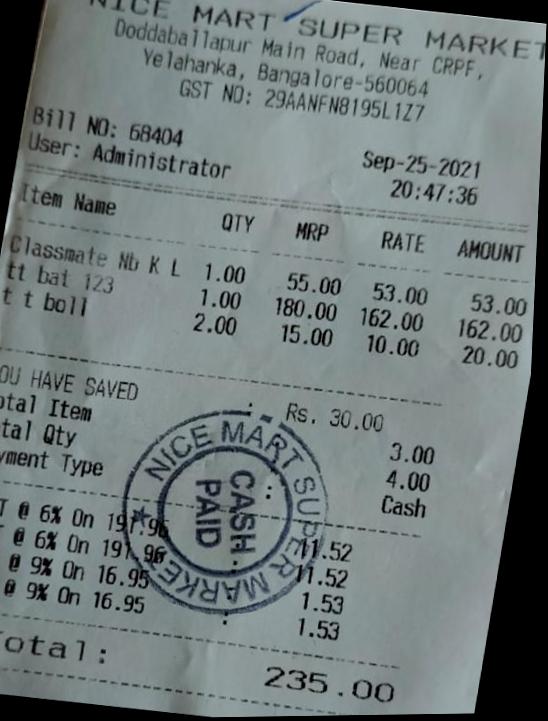 NICE MART SUPER MARKET
Doddaballapur Main Road, Near CRPF,
Yelahanka, Bangalore-560064
GST NO: 29AANFN8195L1Z7
Bill NO: 68404
Sep-25-2021
User: Administrator
20:47:36
Item Name QTY MRP RATE AMOUNT
Classmate Nb K L 1.00 55.00 53.00 53.00
tt bat 123 1.00 180.00 162.00 162.00
t t boll 2.00 15.00 10.00 20.00
OU HAVE SAVED : Rs. 30.00
otal Item 3.00
tal Qty 4.00
yment Type : Cash
T @ 6% On 191.96 11.52
@ 6% On 191.96 11.52
@ 9% On 16.95 1.53
@ 9% On 16.95 : 1.53
otal: 235.00
NICE MART SUPER MARKET
CASH
PAID